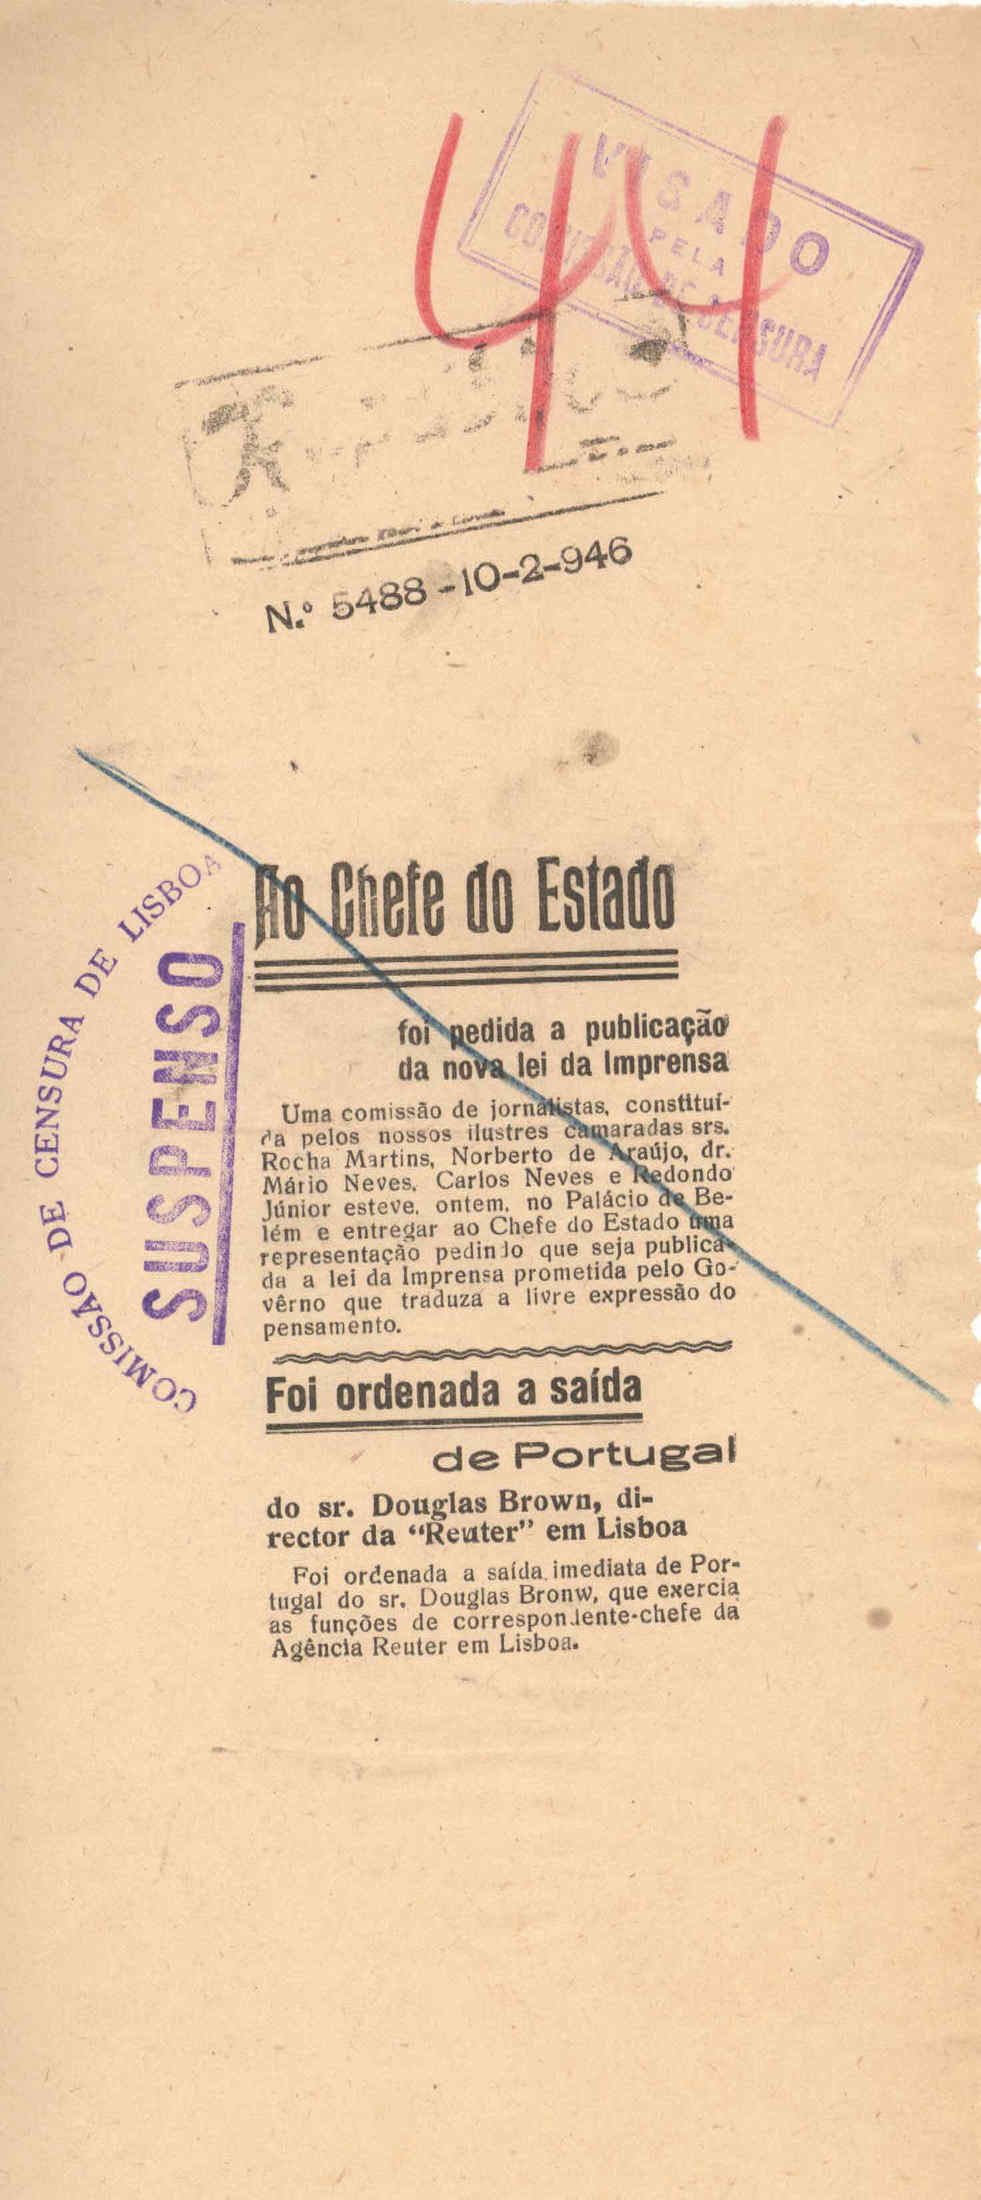 44
VISADO
PELA
COMISSÃO DE CENSURA
N.º 5488-10-2-946
COMISSÃO DE CENSURA DE LISBOA
SUSPENSO
Ao Chefe do Estado
foi pedida a publicação
da nova lei da Imprensa
Uma comissão de jornalistas, constituí-
da pelos nossos ilustres camaradas srs.
Rocha Martins, Norberto de Araújo, dr.
Mário Neves, Carlos Neves e Redondo
Júnior esteve, ontem, no Palácio de Be-
lém e entregar ao Chefe do Estado uma
representação pedindo que seja publica-
da a lei da Imprensa prometida pelo Go-
vêrno que traduza a livre expressão do
pensamento.
Foi ordenada a saída
de Portugal
do sr. Douglas Brown, di-
rector da “Reuter” em Lisboa
Foi ordenada a saída imediata de Por-
tugal do sr. Douglas Bronw, que exercia
as funções de correspondente-chefe da
Agência Reuter em Lisboa.